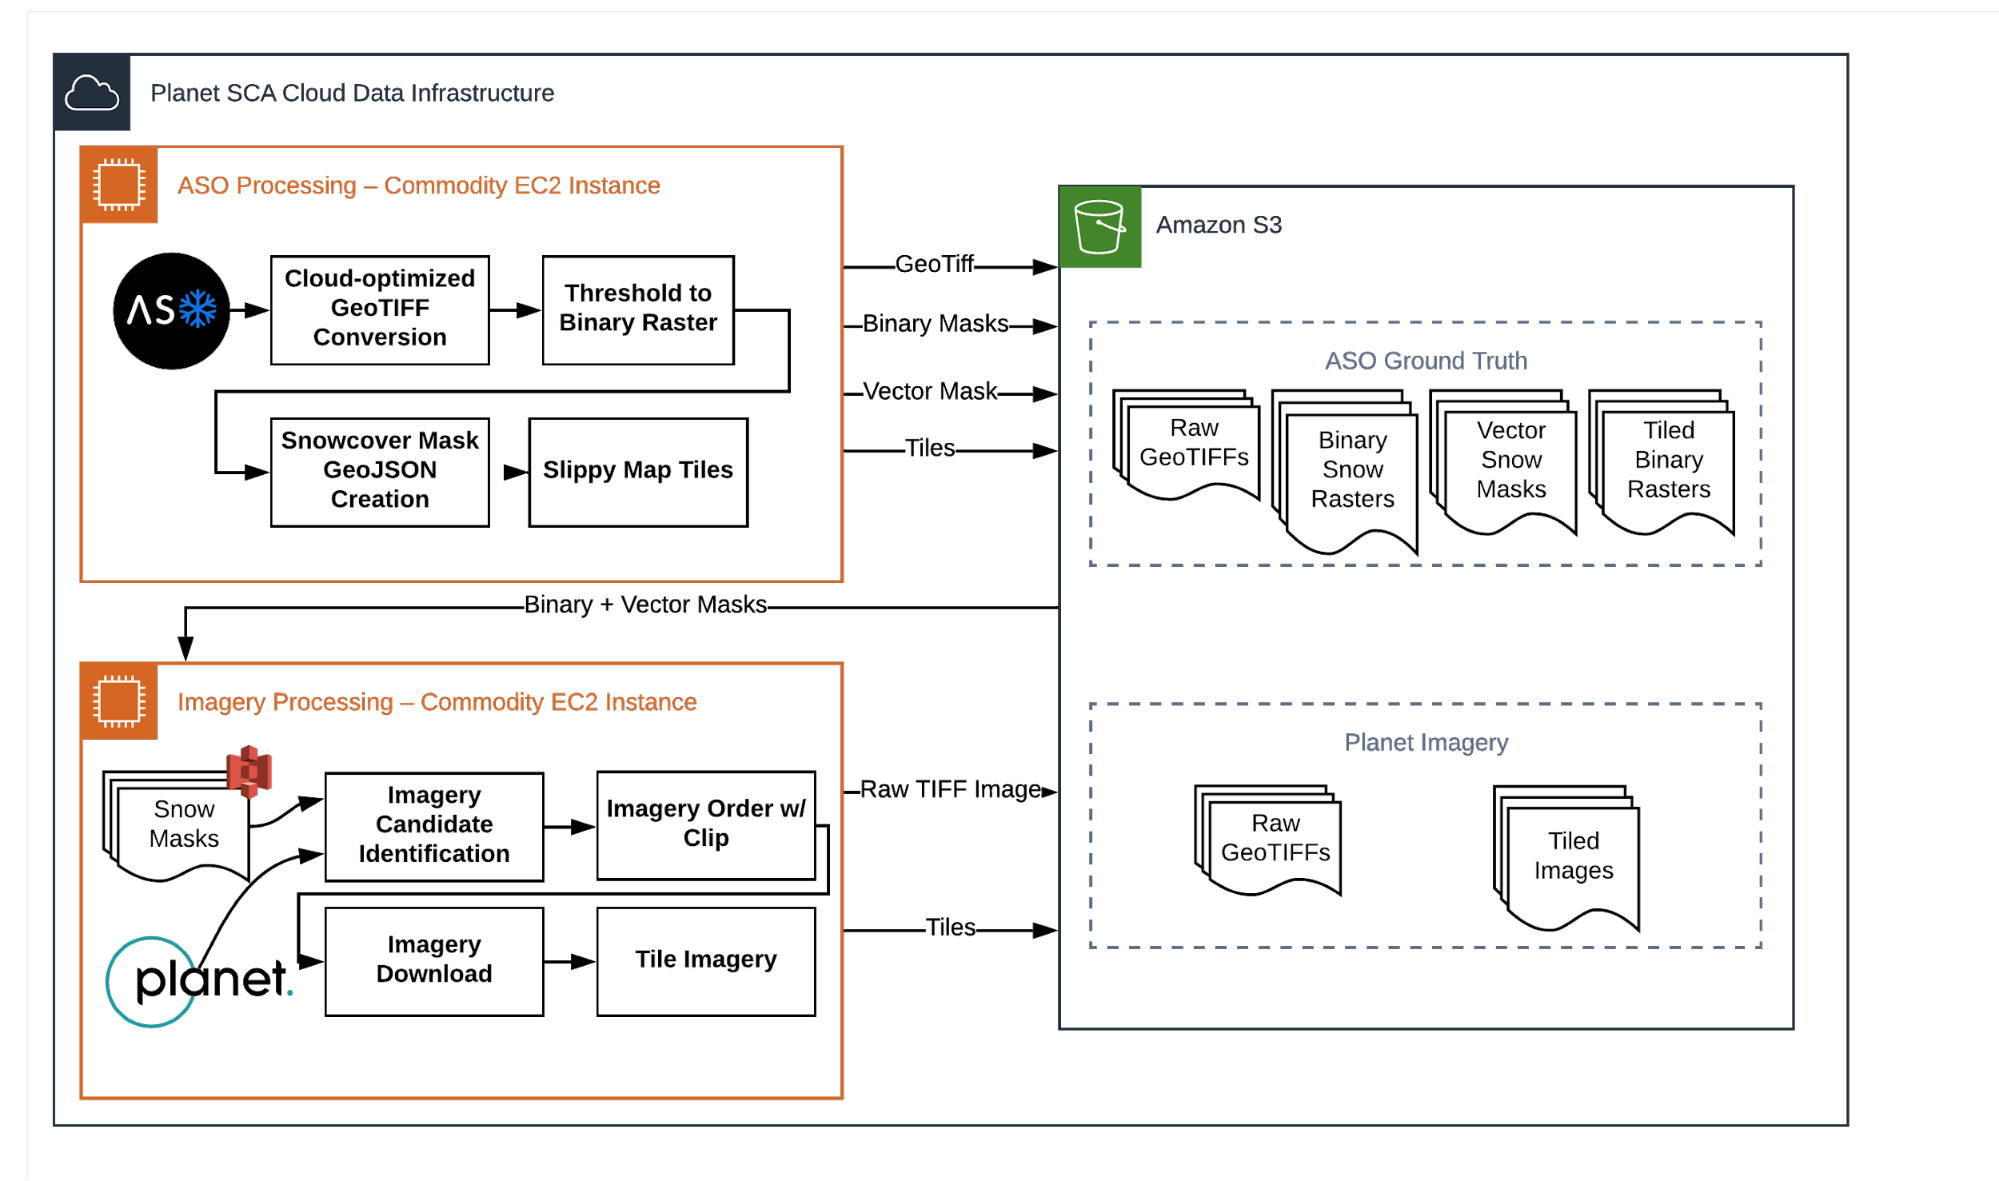 Planet SCA Cloud Data Infrastructure
ASO Processing – Commodity EC2 Instance
ASO
Cloud-optimized
GeoTIFF
Conversion
Threshold to
Binary Raster
Snowcover Mask
GeoJSON
Creation
Slippy Map Tiles
GeoTiff
Binary Masks
Vector Mask
Tiles
Amazon S3
ASO Ground Truth
Raw
GeoTIFFs
Binary
Snow
Rasters
Vector
Snow
Masks
Tiled
Binary
Rasters
Binary + Vector Masks
Imagery Processing – Commodity EC2 Instance
Snow
Masks
planet.
Imagery
Candidate
Identification
Imagery Order w/
Clip
Imagery
Download
Tile Imagery
Raw TIFF Image
Tiles
Planet Imagery
Raw
GeoTIFFs
Tiled
Images